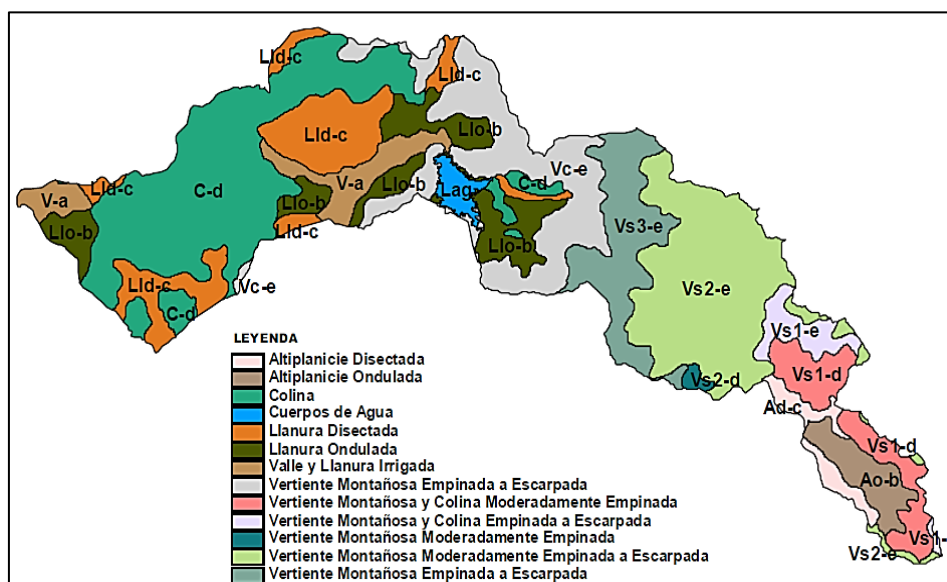 Lld-c
Lld-c
Lld-c
Llo-b
Vc-e
C-d
V-a
Llo-b
Lag
C-d
Lld-c
V-a
Llo-b
Llo-b
Lld-c
Llo-b
Vs3-e
Vs2-e
Lld-c
Vc-e
C-d
Vs1-e
Vs1-d
Vs2-d
Ad-c
Vs1-d
Ao-b
Vs1-
Vs2-e
LEYENDA
Altiplanicie Disectada
Altiplanicie Ondulada
Colina
Cuerpos de Agua
Llanura Disectada
Llanura Ondulada
Valle y Llanura Irrigada
Vertiente Montañosa Empinada a Escarpada
Vertiente Montañosa y Colina Moderadamente Empinada
Vertiente Montañosa y Colina Empinada a Escarpada
Vertiente Montañosa Moderadamente Empinada
Vertiente Montañosa Moderadamente Empinada a Escarpada
Vertiente Montañosa Empinada a Escarpada